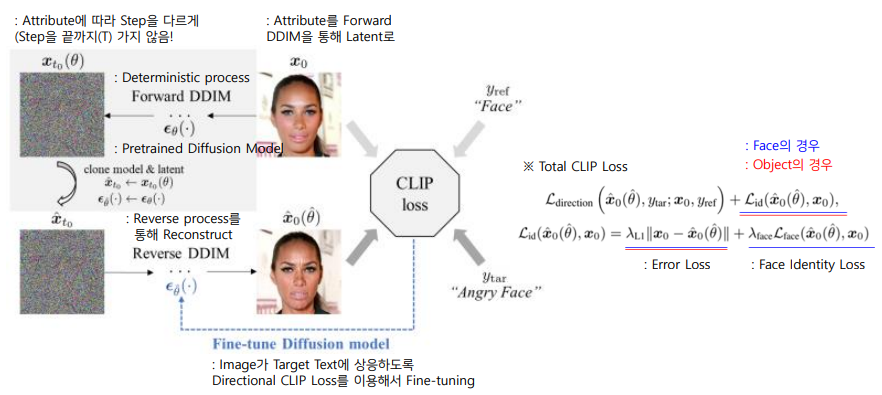 : Attribute에 따라 Step을 다르게
(Step을 끝까지(T) 가지 않음!
: Attribute를 Forward
DDIM을 통해 Latent로
x_{t_0}(θ)
x_0
: Deterministic process
Forward DDIM
· · ·
ϵ_θ(·)
: Pretrained Diffusion Model
clone model & latent
x̂_{t_0} ← x_{t_0}(θ)
ϵ_{θ̂}(·) ← ϵ_θ(·)
x̂_{t_0}
: Reverse process를
통해 Reconstruct
Reverse DDIM
· · ·
ϵ_{θ̂}(·)
x̂_0(θ̂)
y_ref
“Face”
CLIP
loss
y_tar
“Angry Face”
Fine-tune Diffusion model
: Image가 Target Text에 상응하도록
Directional CLIP Loss를 이용해서 Fine-tuning
: Face의 경우
: Object의 경우
※ Total CLIP Loss
L_direction (x̂_0(θ̂), y_tar; x_0, y_ref) + L_id(x̂_0(θ̂), x_0),
L_id(x̂_0(θ̂), x_0) = λ_L1‖x_0 − x̂_0(θ̂)‖ + λ_face L_face(x̂_0(θ̂), x_0)
: Error Loss
: Face Identity Loss